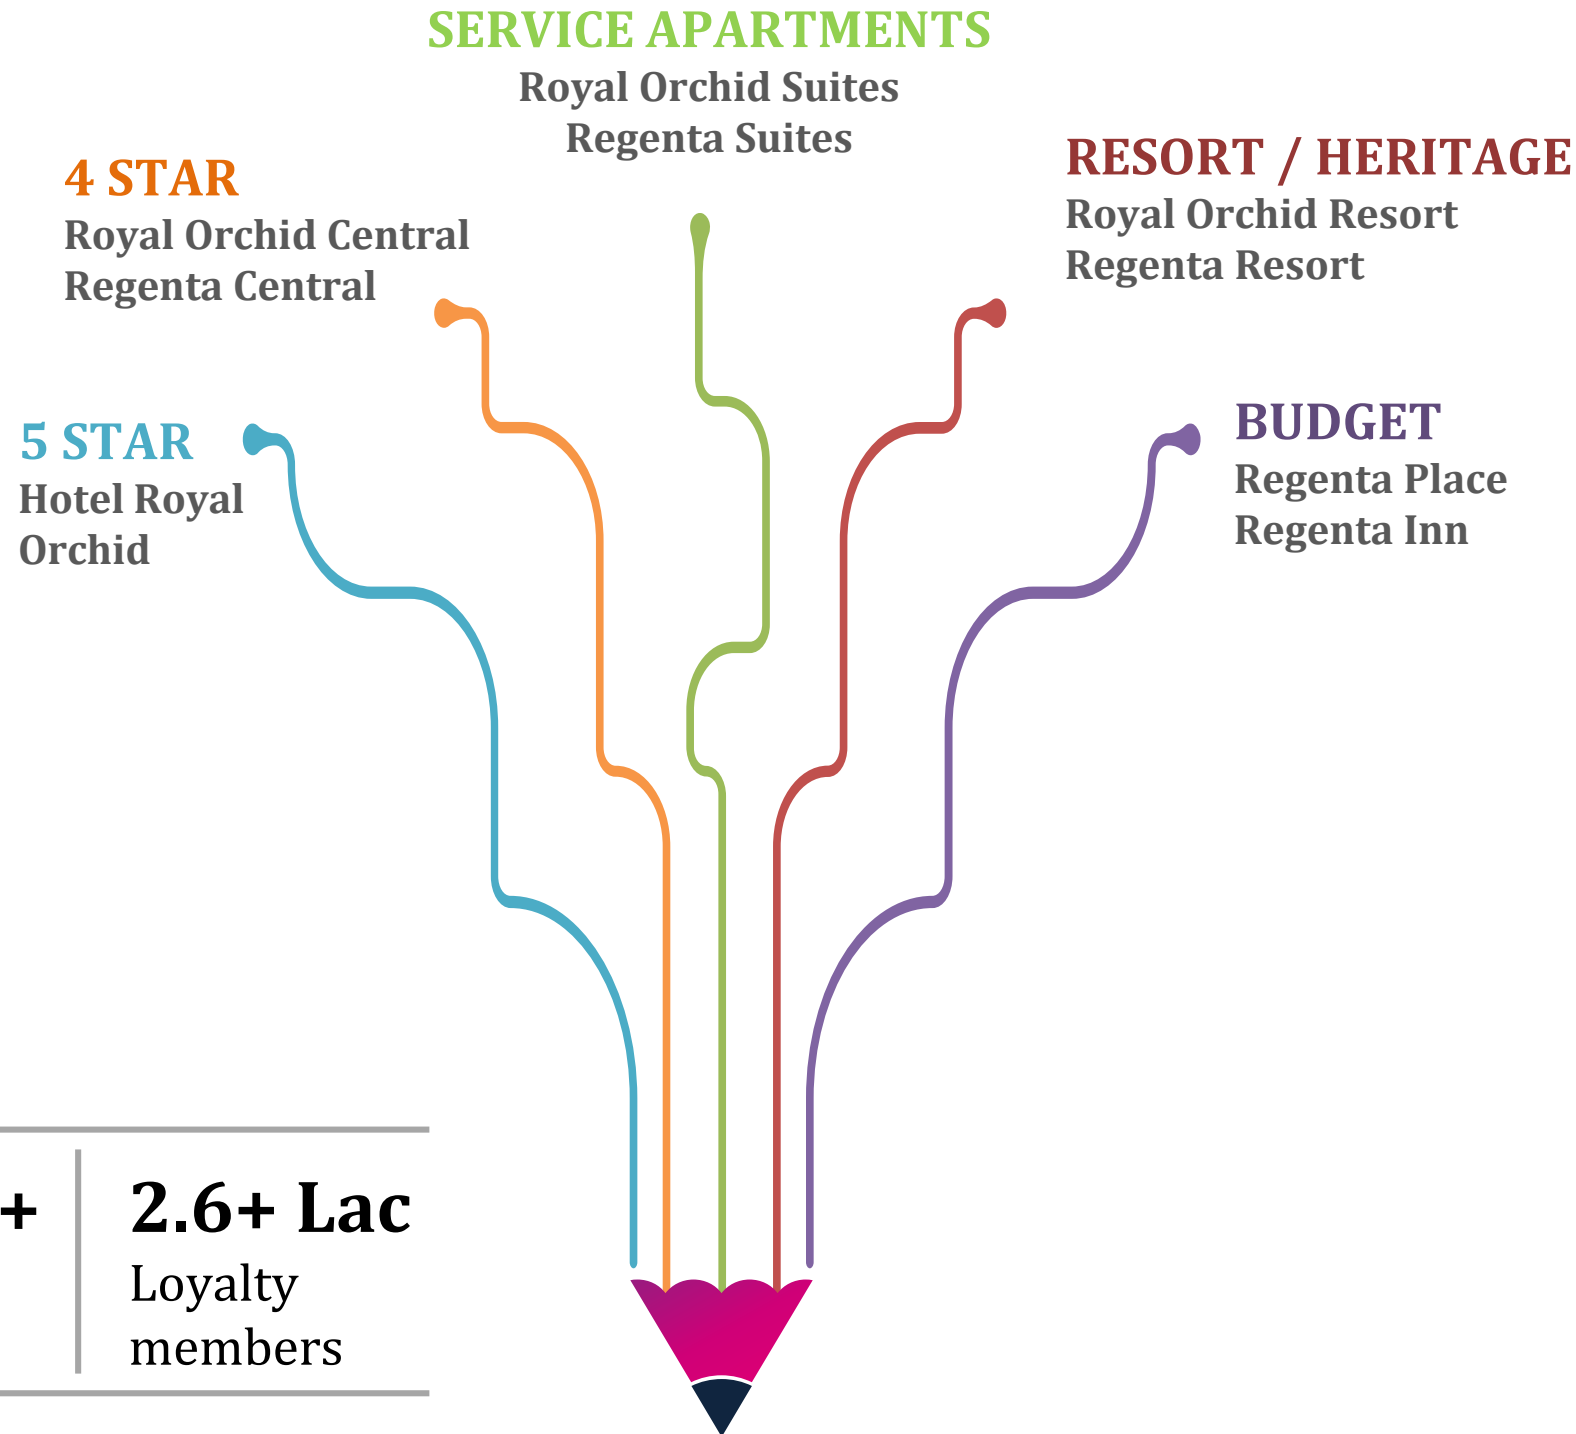 SERVICE APARTMENTS
Royal Orchid Suites
Regenta Suites
4 STAR
Royal Orchid Central
Regenta Central
RESORT / HERITAGE
Royal Orchid Resort
Regenta Resort
5 STAR
Hotel Royal
Orchid
BUDGET
Regenta Place
Regenta Inn
+
2.6+ Lac
Loyalty
members